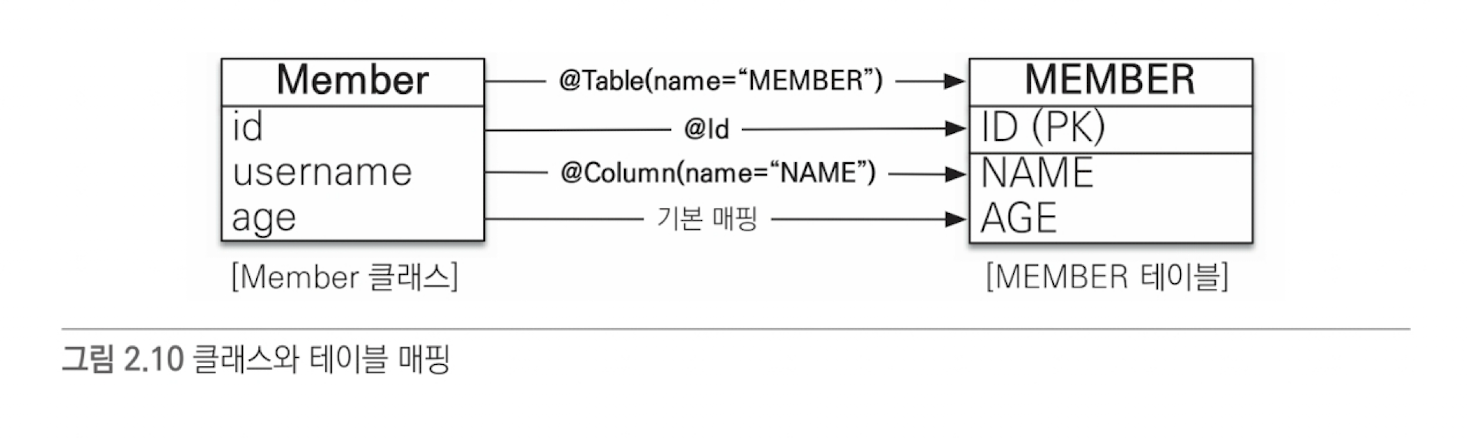 Member @Table(name=“MEMBER”) MEMBER
id @Id ID (PK)
username @Column(name=“NAME”) NAME
age 기본 매핑 AGE
[Member 클래스] [MEMBER 테이블]
그림 2.10 클래스와 테이블 매핑